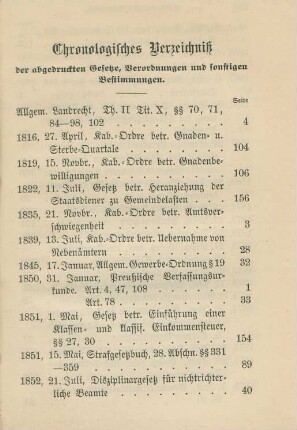 Chronologisches Verzeichniß
der abgedruckten Gesetze, Verordnungen und sonstigen
Bestimmungen.
Seite
Allgem. Landrecht, Th. II Tit. X, §§ 70, 71,
84—98, 102 . . . . . . . 4
1816, 27. April, Kab.-Ordre betr. Gnaden- u.
Sterbe-Quartale . . . . . . 104
1819, 15. Novbr., Kab.-Ordre betr. Gnadenbe-
willigungen . . . . . . . 106
1822, 11. Juli, Gesetz betr. Heranziehung der
Staatsdiener zu Gemeindelasten . . 156
1835, 21. Novbr., Kab.-Ordre betr. Amtsver-
schwiegenheit . . . . . . 3
1839, 13. Juli, Kab.-Ordre betr. Uebernahme von
Nebenämtern . . . . . . . 28
1845, 17. Januar, Allgem. Gewerbe-Ordnung § 19 32
1850, 31. Januar, Preußische Verfassungsur-
kunde. Art. 4, 47, 108 . . . . 1
Art. 78 . . . . 33
1851, 1. Mai, Gesetz betr. Einführung einer
Klassen- und klassif. Einkommensteuer,
§§ 27, 30 . . . . . . . 154
1851, 15. Mai, Strafgesetzbuch, 28. Abschn. §§ 331
—359 . . . . . . . . 89
1852, 21. Juli, Disziplinargesetz für nichtrichter-
liche Beamte . . . . . . . 40